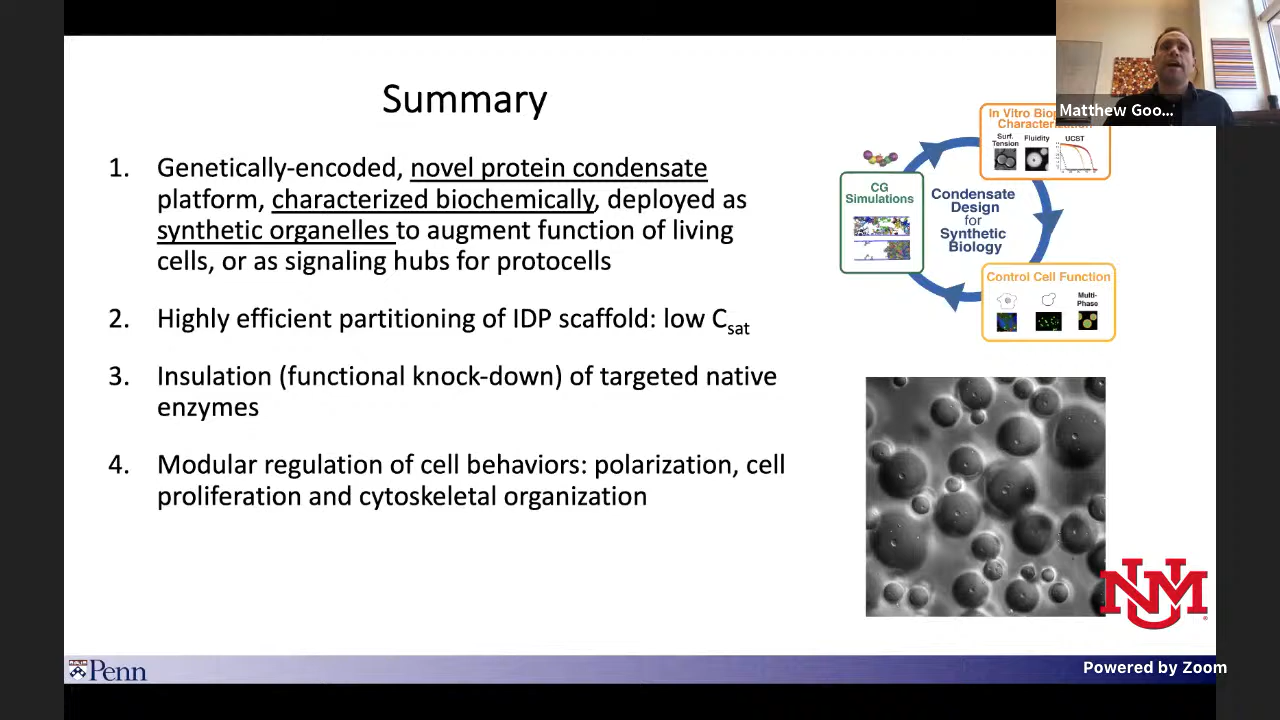 Summary
Matthew Goo...
1. Genetically-encoded, novel protein condensate
platform, characterized biochemically, deployed as
synthetic organelles to augment function of living
cells, or as signaling hubs for protocells
2. Highly efficient partitioning of IDP scaffold: low Csat
3. Insulation (functional knock-down) of targeted native
enzymes
4. Modular regulation of cell behaviors: polarization, cell
proliferation and cytoskeletal organization
In Vitro
Characterization
Surf.
Tension
Fluidity
UCST
CG
Simulations
Condensate
Design
for
Synthetic
Biology
Control Cell Function
Multi-
Phase
UNM
Penn
Powered by Zoom